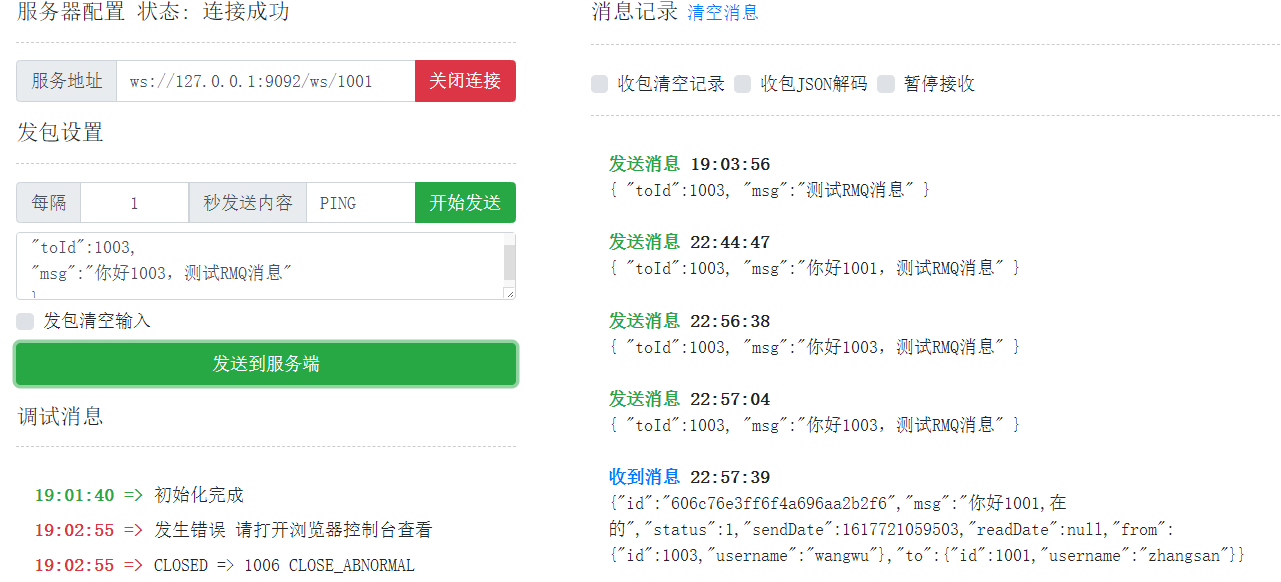 服务器配置 状态: 连接成功
服务地址 ws://127.0.0.1:9092/ws/1001 关闭连接
发包设置
每隔 1 秒发送内容 PING 开始发送
"toId":1003,
"msg":"你好1003，测试RMQ消息"
}
发包清空输入
发送到服务端
调试消息
19:01:40 => 初始化完成
19:02:55 => 发生错误 请打开浏览器控制台查看
19:02:55 => CLOSED => 1006 CLOSE_ABNORMAL
消息记录 清空消息
收包清空记录 收包JSON解码 暂停接收
发送消息 19:03:56
{ "toId":1003, "msg":"测试RMQ消息" }
发送消息 22:44:47
{ "toId":1003, "msg":"你好1001，测试RMQ消息" }
发送消息 22:56:38
{ "toId":1003, "msg":"你好1003，测试RMQ消息" }
发送消息 22:57:04
{ "toId":1003, "msg":"你好1003，测试RMQ消息" }
收到消息 22:57:39
{"id":"606c76e3ff6f4a696aa2b2f6","msg":"你好1001,在
的","status":1,"sendDate":1617721059503,"readDate":null,"from":
{"id":1003,"username":"wangwu"},"to":{"id":1001,"username":"zhangsan"}}